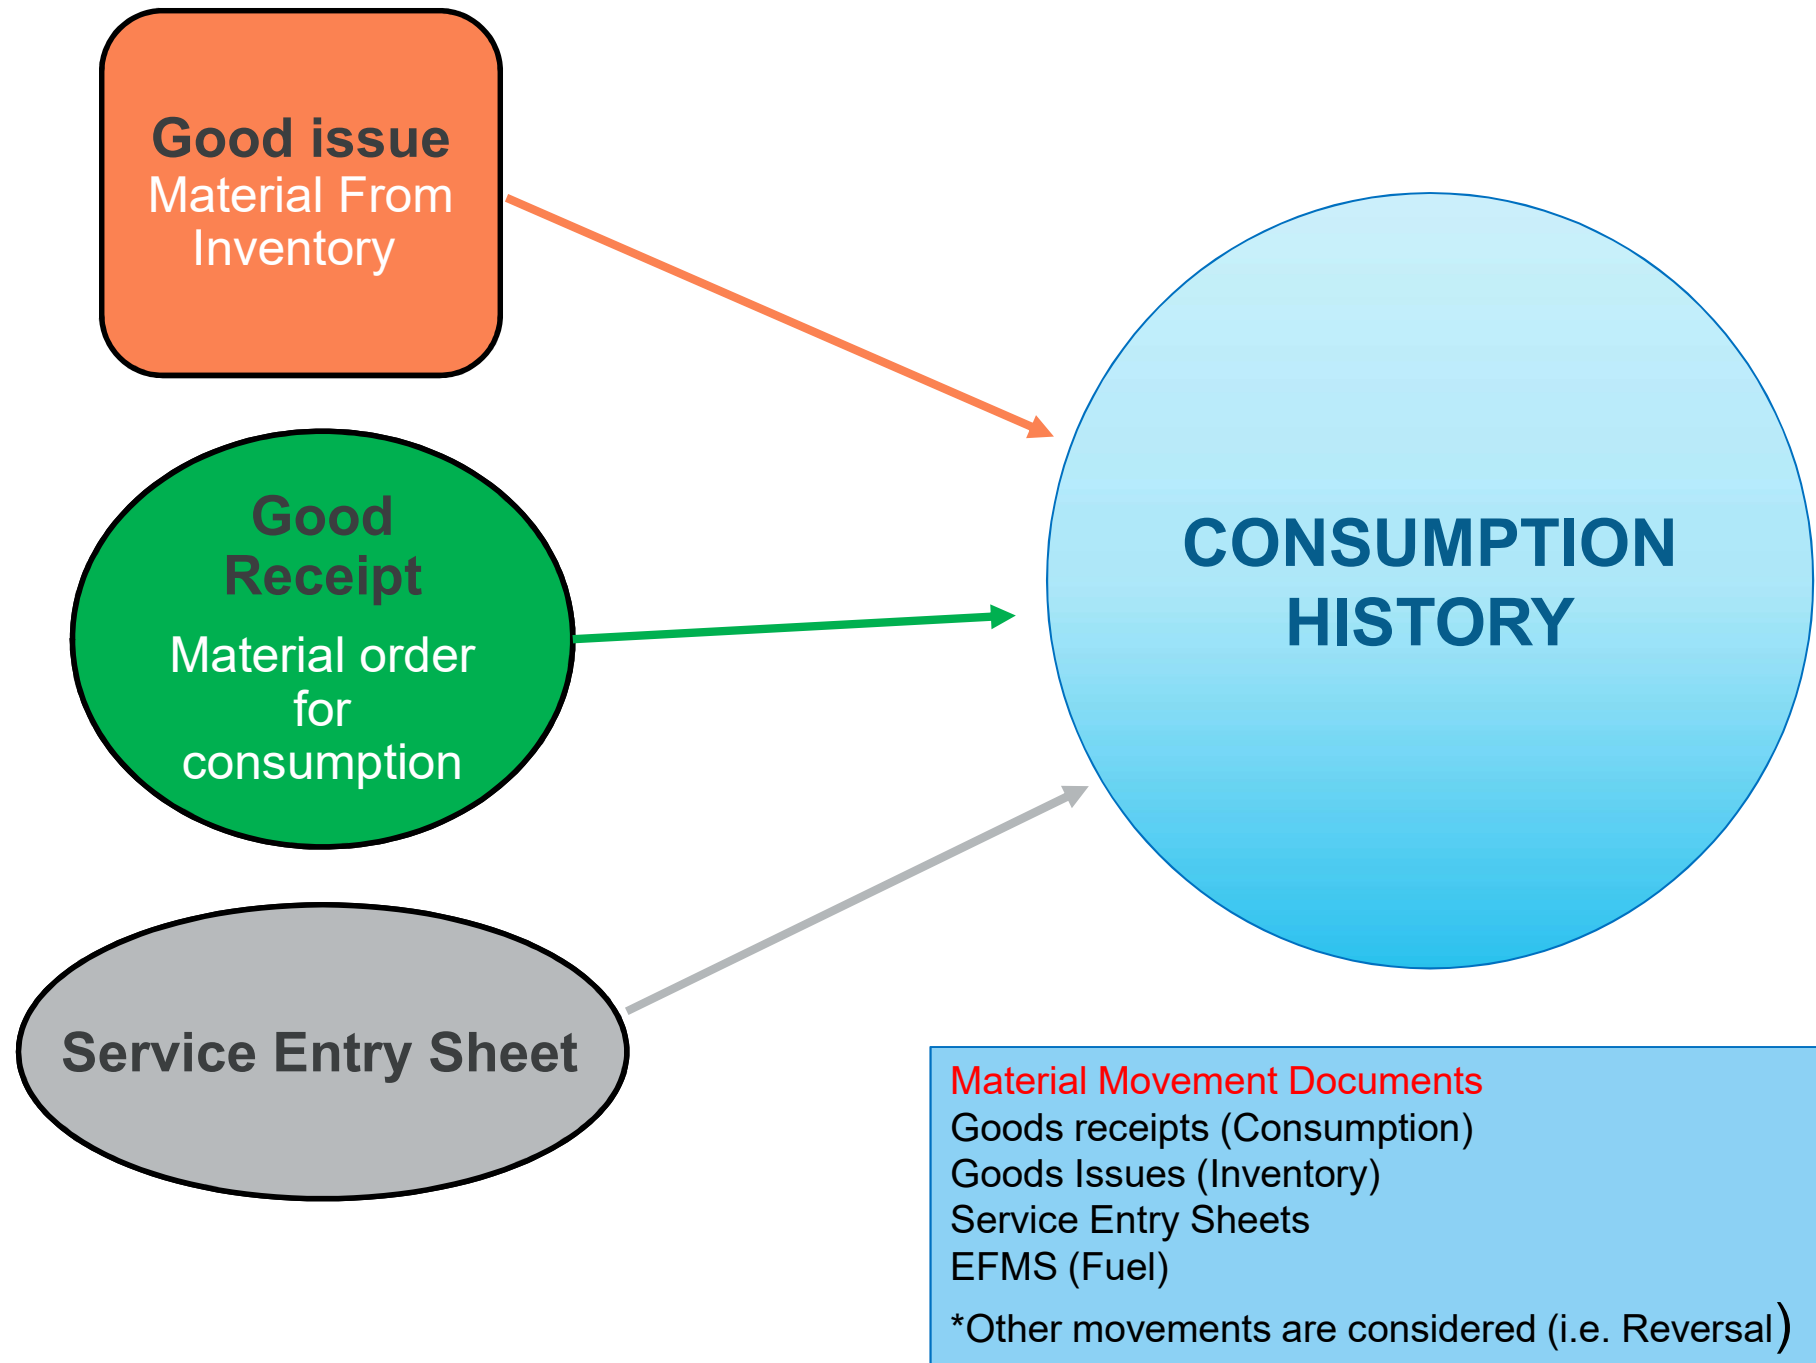 Good issue
Material From
Inventory
Good
Receipt
Material order
for
consumption
Service Entry Sheet
CONSUMPTION
HISTORY
Material Movement Documents
Goods receipts (Consumption)
Goods Issues (Inventory)
Service Entry Sheets
EFMS (Fuel)
*Other movements are considered (i.e. Reversal)